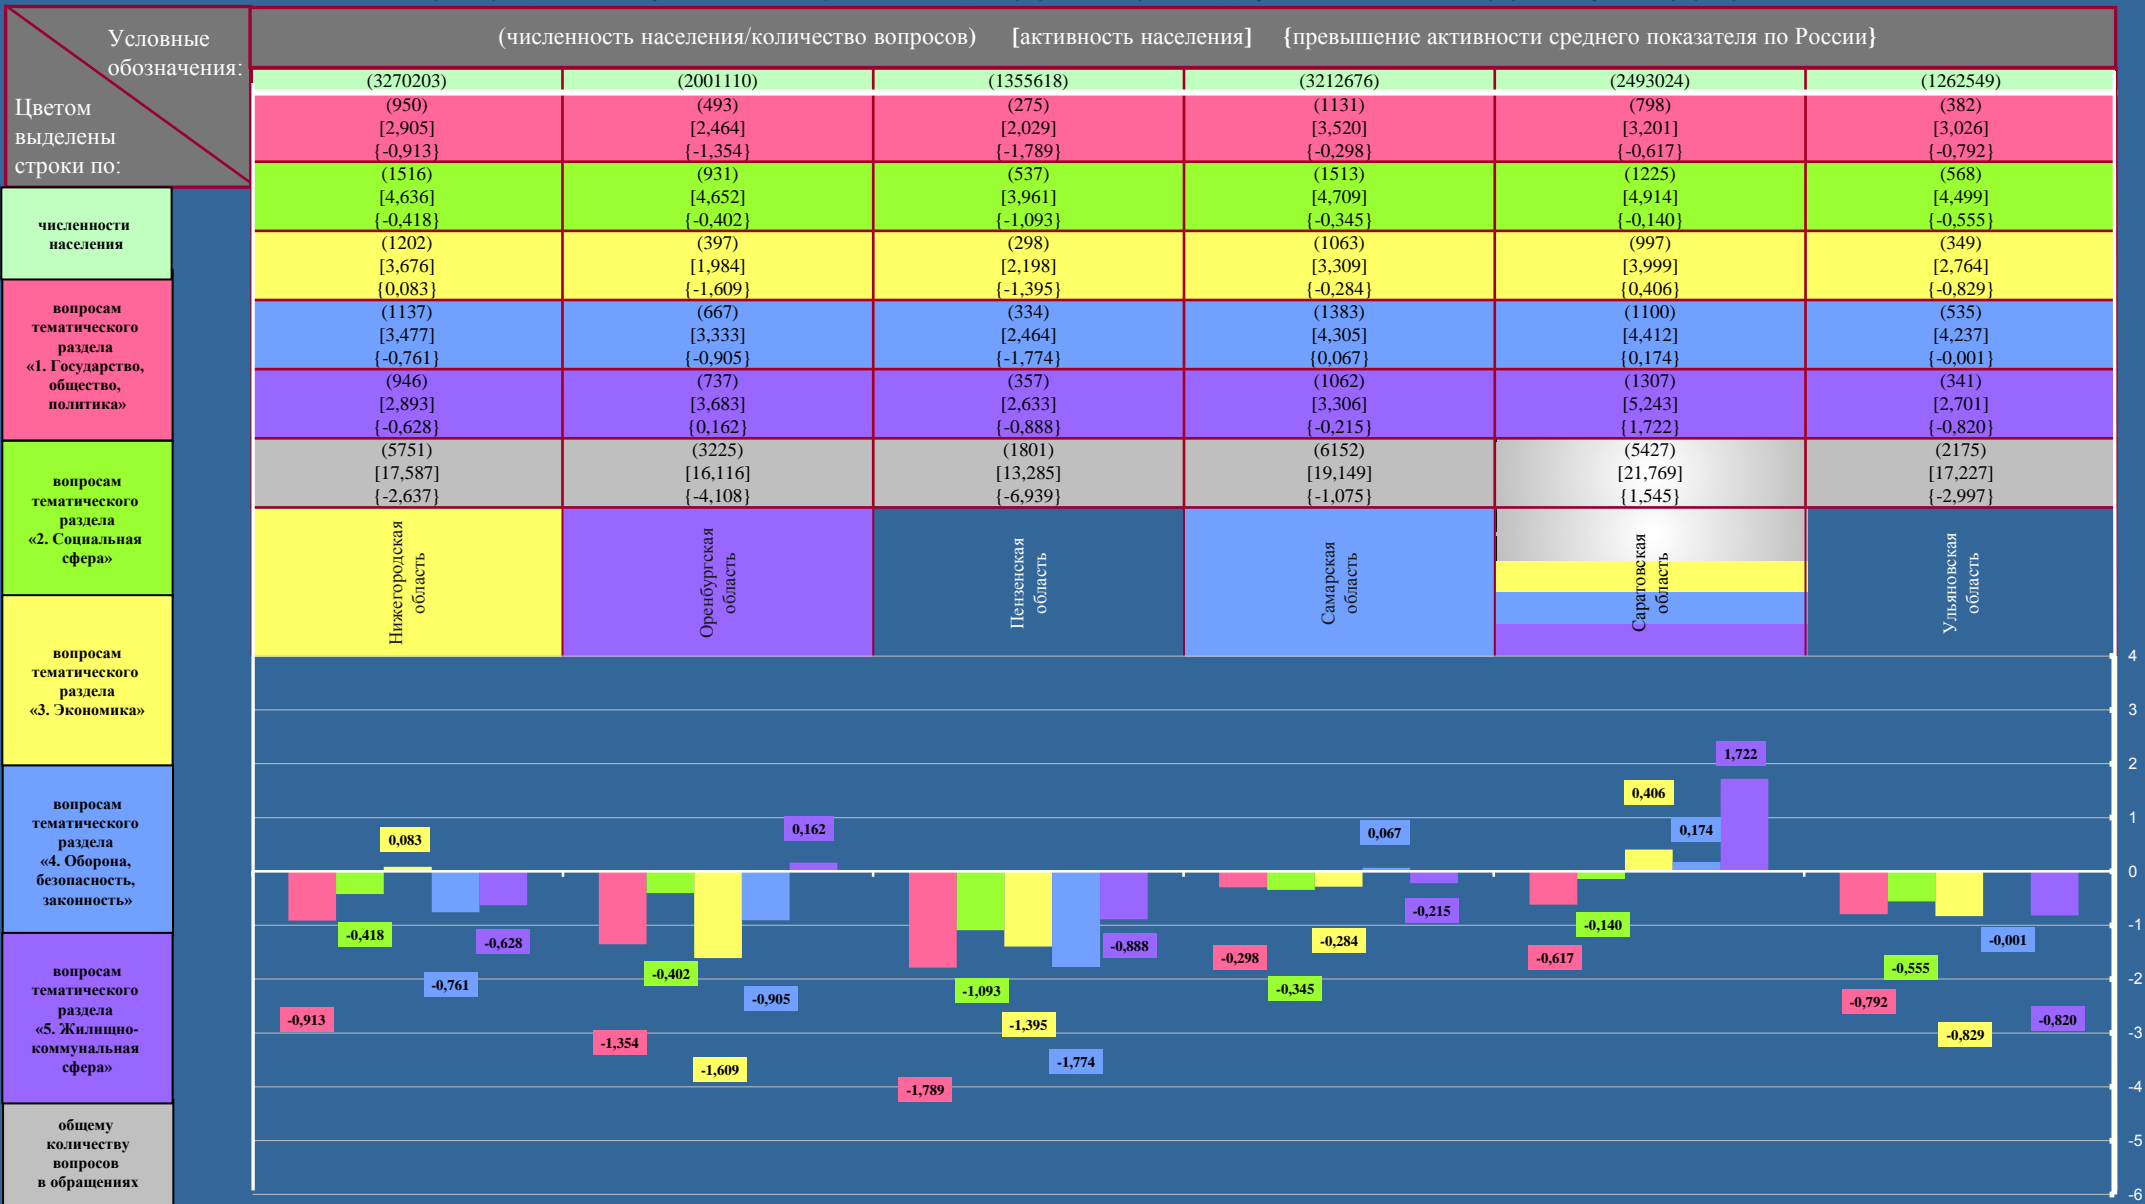 Условные
обозначения:
Цветом
выделены
строки по:
(численность населения/количество вопросов) [активность населения] {превышение активности среднего показателя по России}
(3270203) (2001110) (1355618) (3212676) (2493024) (1262549)
(950) (493) (275) (1131) (798) (382)
[2,905] [2,464] [2,029] [3,520] [3,201] [3,026]
{-0,913} {-1,354} {-1,789} {-0,298} {-0,617} {-0,792}
(1516) (931) (537) (1513) (1225) (568)
[4,636] [4,652] [3,961] [4,709] [4,914] [4,499]
{-0,418} {-0,402} {-1,093} {-0,345} {-0,140} {-0,555}
(1202) (397) (298) (1063) (997) (349)
[3,676] [1,984] [2,198] [3,309] [3,999] [2,764]
{0,083} {-1,609} {-1,395} {-0,284} {0,406} {-0,829}
(1137) (667) (334) (1383) (1100) (535)
[3,477] [3,333] [2,464] [4,305] [4,412] [4,237]
{-0,761} {-0,905} {-1,774} {0,067} {0,174} {-0,001}
(946) (737) (357) (1062) (1307) (341)
[2,893] [3,683] [2,633] [3,306] [5,243] [2,701]
{-0,628} {0,162} {-0,888} {-0,215} {1,722} {-0,820}
(5751) (3225) (1801) (6152) (5427) (2175)
[17,587] [16,116] [13,285] [19,149] [21,769] [17,227]
{-2,637} {-4,108} {-6,939} {-1,075} {1,545} {-2,997}
Нижегородская
область
Оренбургская
область
Пензенская
область
Самарская
область
Саратовская
область
Ульяновская
область
численности
населения
вопросам
тематического
раздела
«1. Государство,
общество,
политика»
вопросам
тематического
раздела
«2. Социальная
сфера»
вопросам
тематического
раздела
«3. Экономика»
вопросам
тематического
раздела
«4. Оборона,
безопасность,
законность»
вопросам
тематического
раздела
«5. Жилищно-
коммунальная
сфера»
общему
количеству
вопросов
в обращениях
-0,913
-0,418
0,083
-0,761
-0,628
-1,354
-0,402
-1,609
-0,905
0,162
-1,789
-1,093
-1,395
-1,774
-0,888
-0,298
-0,345
-0,284
0,067
-0,215
-0,617
-0,140
0,406
0,174
1,722
-0,792
-0,555
-0,829
-0,001
-0,820
4
3
2
1
0
-1
-2
-3
-4
-5
-6